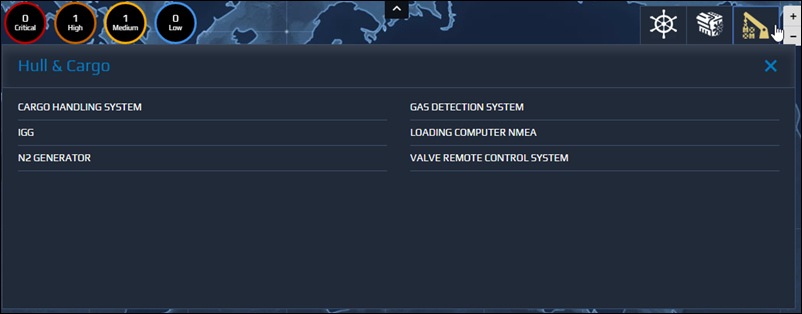 0
Critical
1
High
1
Medium
0
Low
+
−
Hull & Cargo
CARGO HANDLING SYSTEM
GAS DETECTION SYSTEM
IGG
LOADING COMPUTER NMEA
N2 GENERATOR
VALVE REMOTE CONTROL SYSTEM